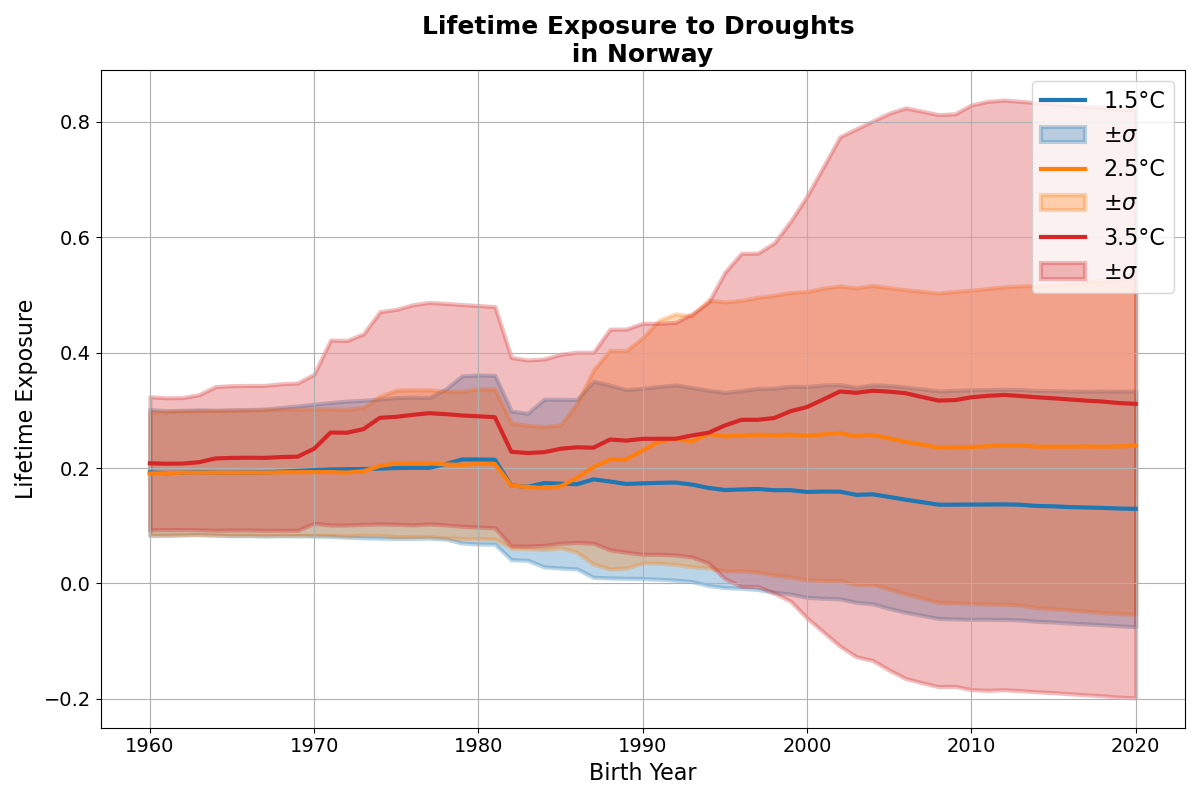 Lifetime Exposure to Droughts
in Norway
1.5°C
±σ
2.5°C
±σ
3.5°C
±σ
Lifetime Exposure
0.8
0.6
0.4
0.2
0.0
−0.2
1960 1970 1980 1990 2000 2010 2020
Birth Year